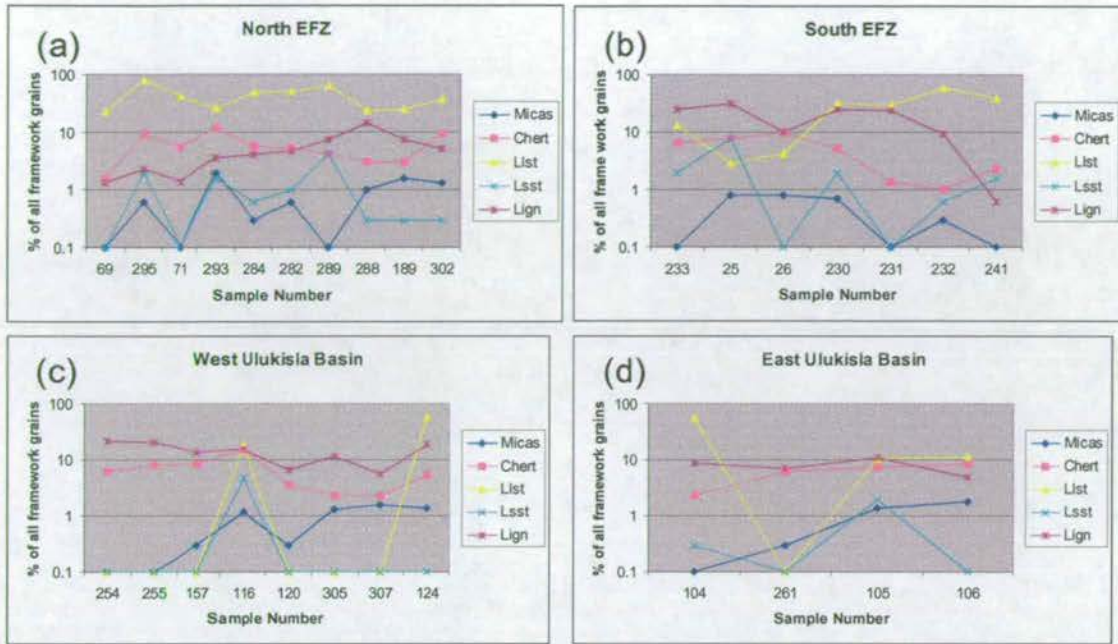 (a)
North EFZ
% of all framework grains
100
10
1
0.1
69 295 71 293 284 282 289 288 189 302
Sample Number
Micas
Chert
Llst
Lsst
Lign
(b)
South EFZ
% of all frame work grains
100
10
1
0.1
233 25 26 230 231 232 241
Sample Number
Micas
Chert
Llst
Lsst
Lign
(c)
West Ulukisla Basin
% of all framework grains
100
10
1
0.1
254 255 157 116 120 305 307 124
Sample Number
Micas
Chert
Llst
Lsst
Lign
(d)
East Ulukisla Basin
% of all framework grains
100
10
1
0.1
104 261 105 106
Sample Number
Micas
Chert
Llst
Lsst
Lign